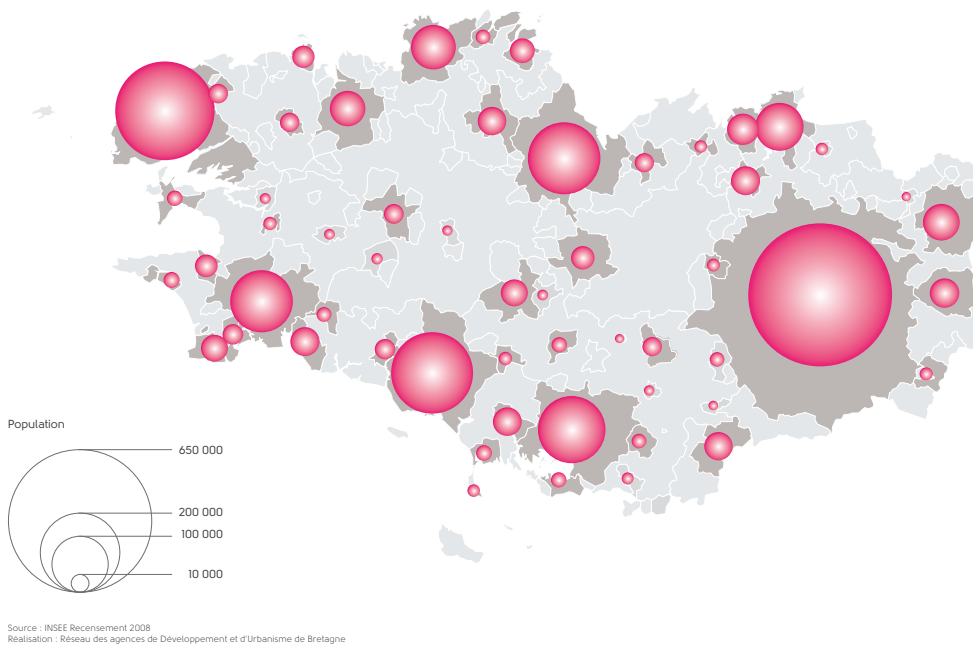 Population
650 000
200 000
100 000
10 000
Source : INSEE Recensement 2008
Réalisation : Réseau des agences de Développement et d'Urbanisme de Bretagne